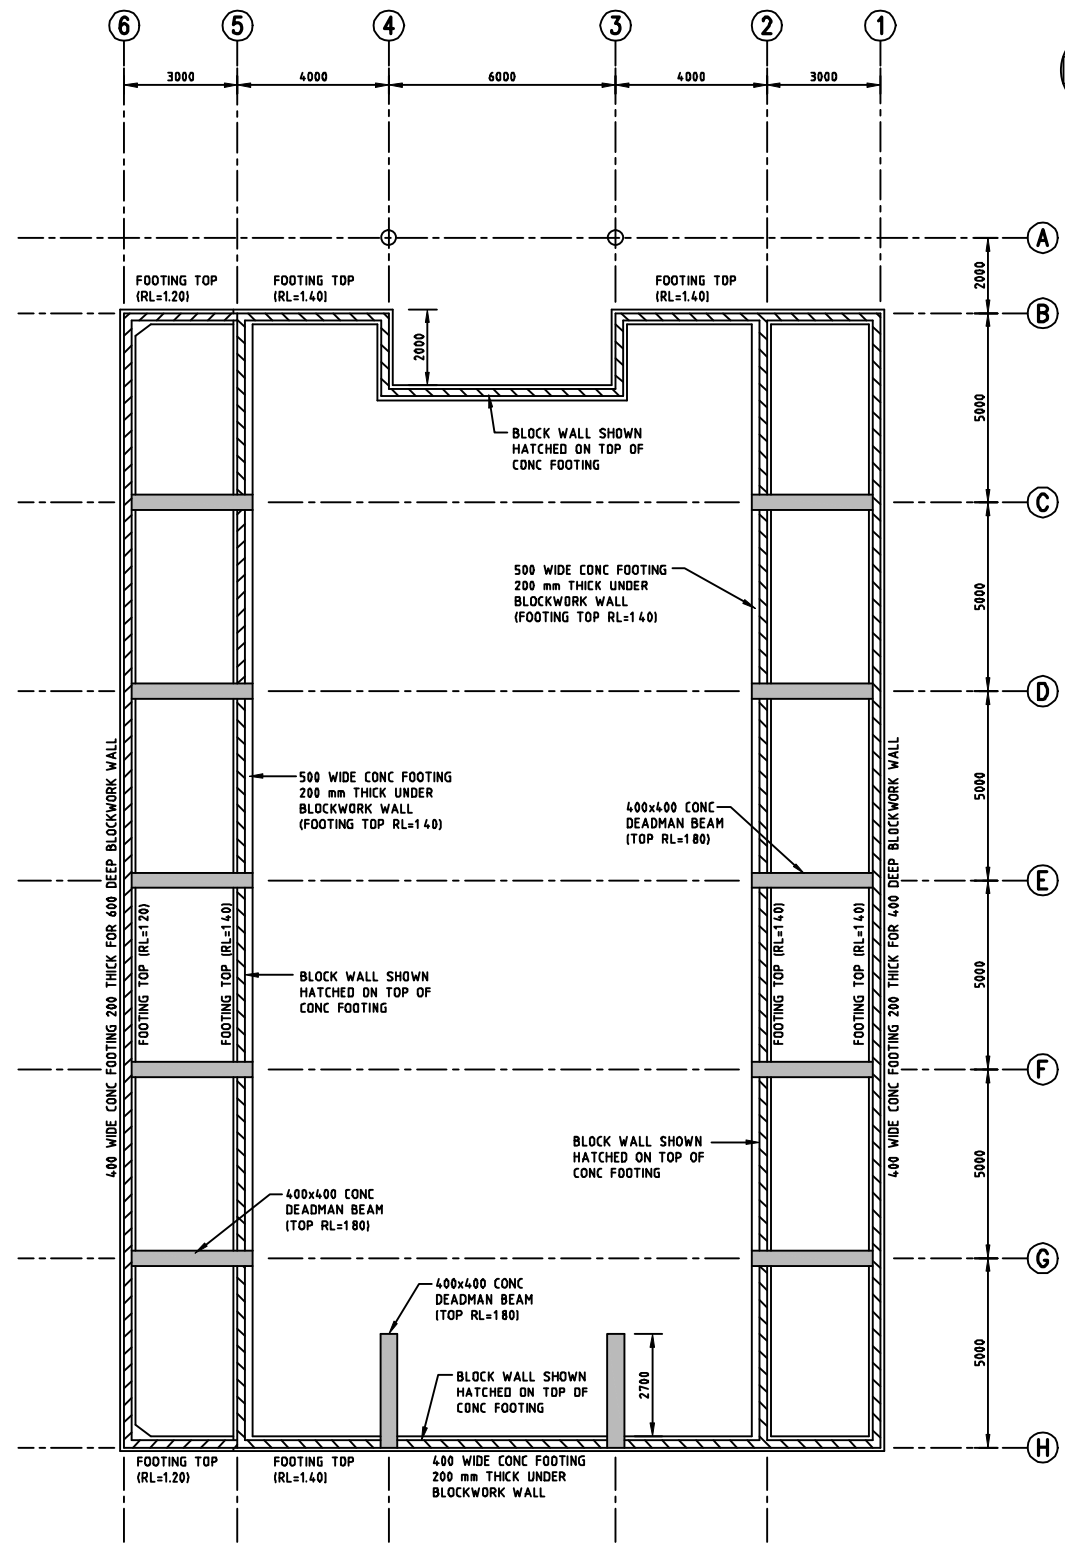 6 5 4 3 2 1
3000 4000 6000 4000 3000
A
2000
FOOTING TOP
(RL=1.20)
FOOTING TOP
(RL=1.40)
FOOTING TOP
(RL=1.40)
B
2000
5000
BLOCK WALL SHOWN
HATCHED ON TOP OF
CONC FOOTING
C
500 WIDE CONC FOOTING
200 mm THICK UNDER
BLOCKWORK WALL
(FOOTING TOP RL=1.40)
5000
D
400 WIDE CONC FOOTING 200 THICK FOR 600 DEEP BLOCKWORK WALL
500 WIDE CONC FOOTING
200 mm THICK UNDER
BLOCKWORK WALL
(FOOTING TOP RL=1.40)
400x400 CONC
DEADMAN BEAM
(TOP RL=1.80)
400 WIDE CONC FOOTING 200 THICK FOR 400 DEEP BLOCKWORK WALL
5000
E
FOOTING TOP (RL=1.20)
FOOTING TOP (RL=1.40)
BLOCK WALL SHOWN
HATCHED ON TOP OF
CONC FOOTING
FOOTING TOP (RL=1.40)
FOOTING TOP (RL=1.40)
5000
F
BLOCK WALL SHOWN
HATCHED ON TOP OF
CONC FOOTING
5000
400x400 CONC
DEADMAN BEAM
(TOP RL=1.80)
G
400x400 CONC
DEADMAN BEAM
(TOP RL=1.80)
BLOCK WALL SHOWN
HATCHED ON TOP OF
CONC FOOTING
2700
5000
H
FOOTING TOP
(RL=1.20)
FOOTING TOP
(RL=1.40)
400 WIDE CONC FOOTING
200 mm THICK UNDER
BLOCKWORK WALL